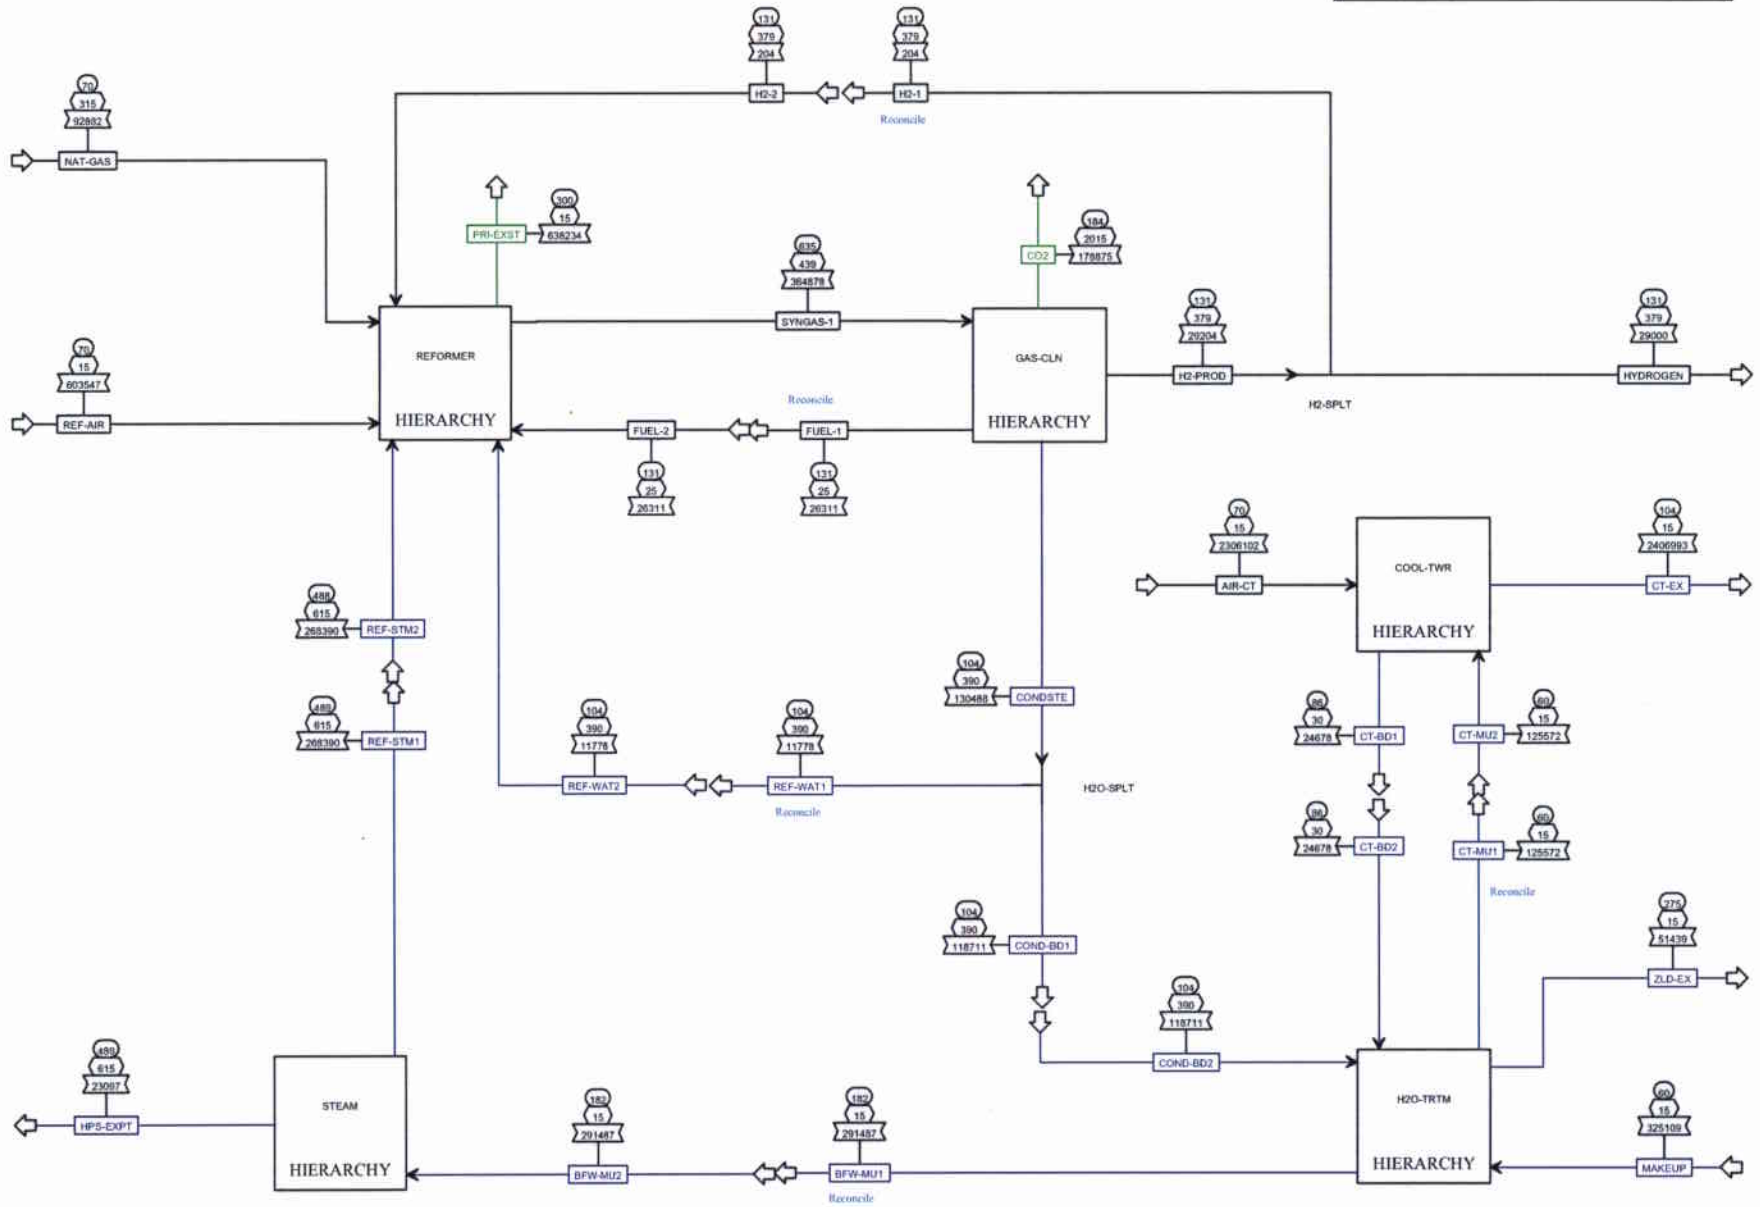 131
379
204
H2-2
131
379
204
H2-1
Reconcile
70
315
92882
NAT-GAS
300
15
638234
PRI-EXST
184
2015
178875
CO2
635
439
364878
SYNGAS-1
REFORMER
HIERARCHY
GAS-CLN
HIERARCHY
131
379
29204
H2-PROD
H2-SPLT
131
379
29000
HYDROGEN
70
15
603547
REF-AIR
Reconcile
FUEL-2
131
25
26311
FUEL-1
131
25
26311
70
15
2306102
AIR-CT
COOL-TWR
HIERARCHY
104
15
2406993
CT-EX
488
615
268390
REF-STM2
489
615
268390
REF-STM1
104
390
130488
CONDSTE
104
390
11778
REF-WAT2
104
390
11778
REF-WAT1
Reconcile
H2O-SPLT
86
30
24678
CT-BD1
60
15
125572
CT-MU2
86
30
24678
CT-BD2
60
15
125572
CT-MU1
Reconcile
104
390
118711
COND-BD1
104
390
118711
COND-BD2
275
15
51439
ZLD-EX
489
615
23097
HPS-EXPT
STEAM
HIERARCHY
182
15
291487
BFW-MU2
182
15
291487
BFW-MU1
Reconcile
H2O-TRTM
HIERARCHY
60
15
325109
MAKEUP